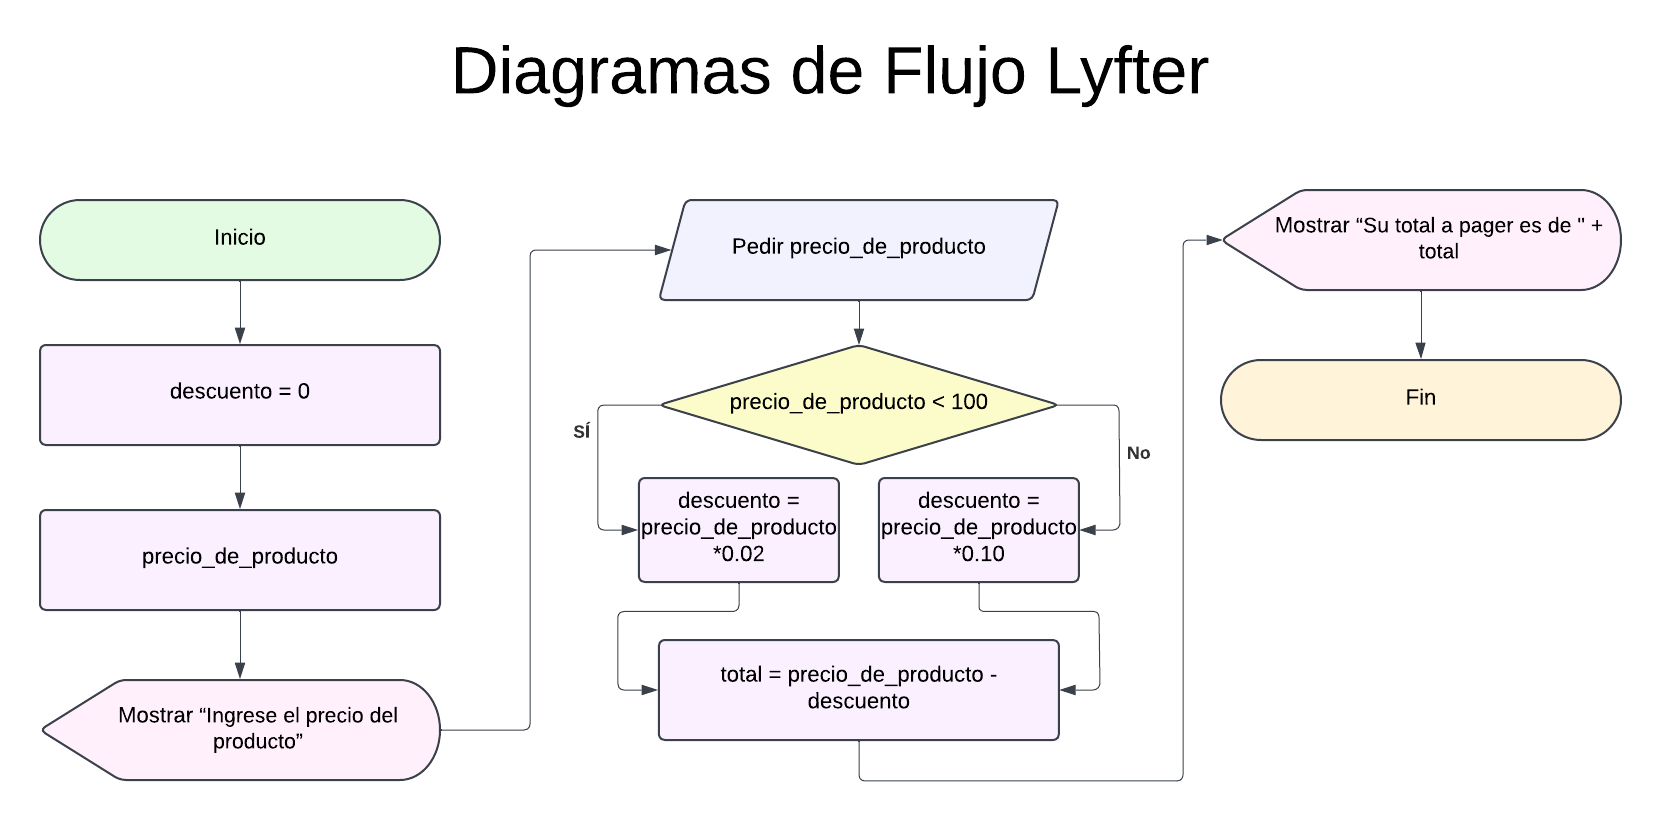 Diagramas de Flujo Lyfter
Inicio
descuento = 0
precio_de_producto
Mostrar “Ingrese el precio del
producto”
Pedir precio_de_producto
precio_de_producto < 100
SÍ
No
descuento =
precio_de_producto
*0.02
descuento =
precio_de_producto
*0.10
total = precio_de_producto -
descuento
Mostrar “Su total a pager es de " +
total
Fin